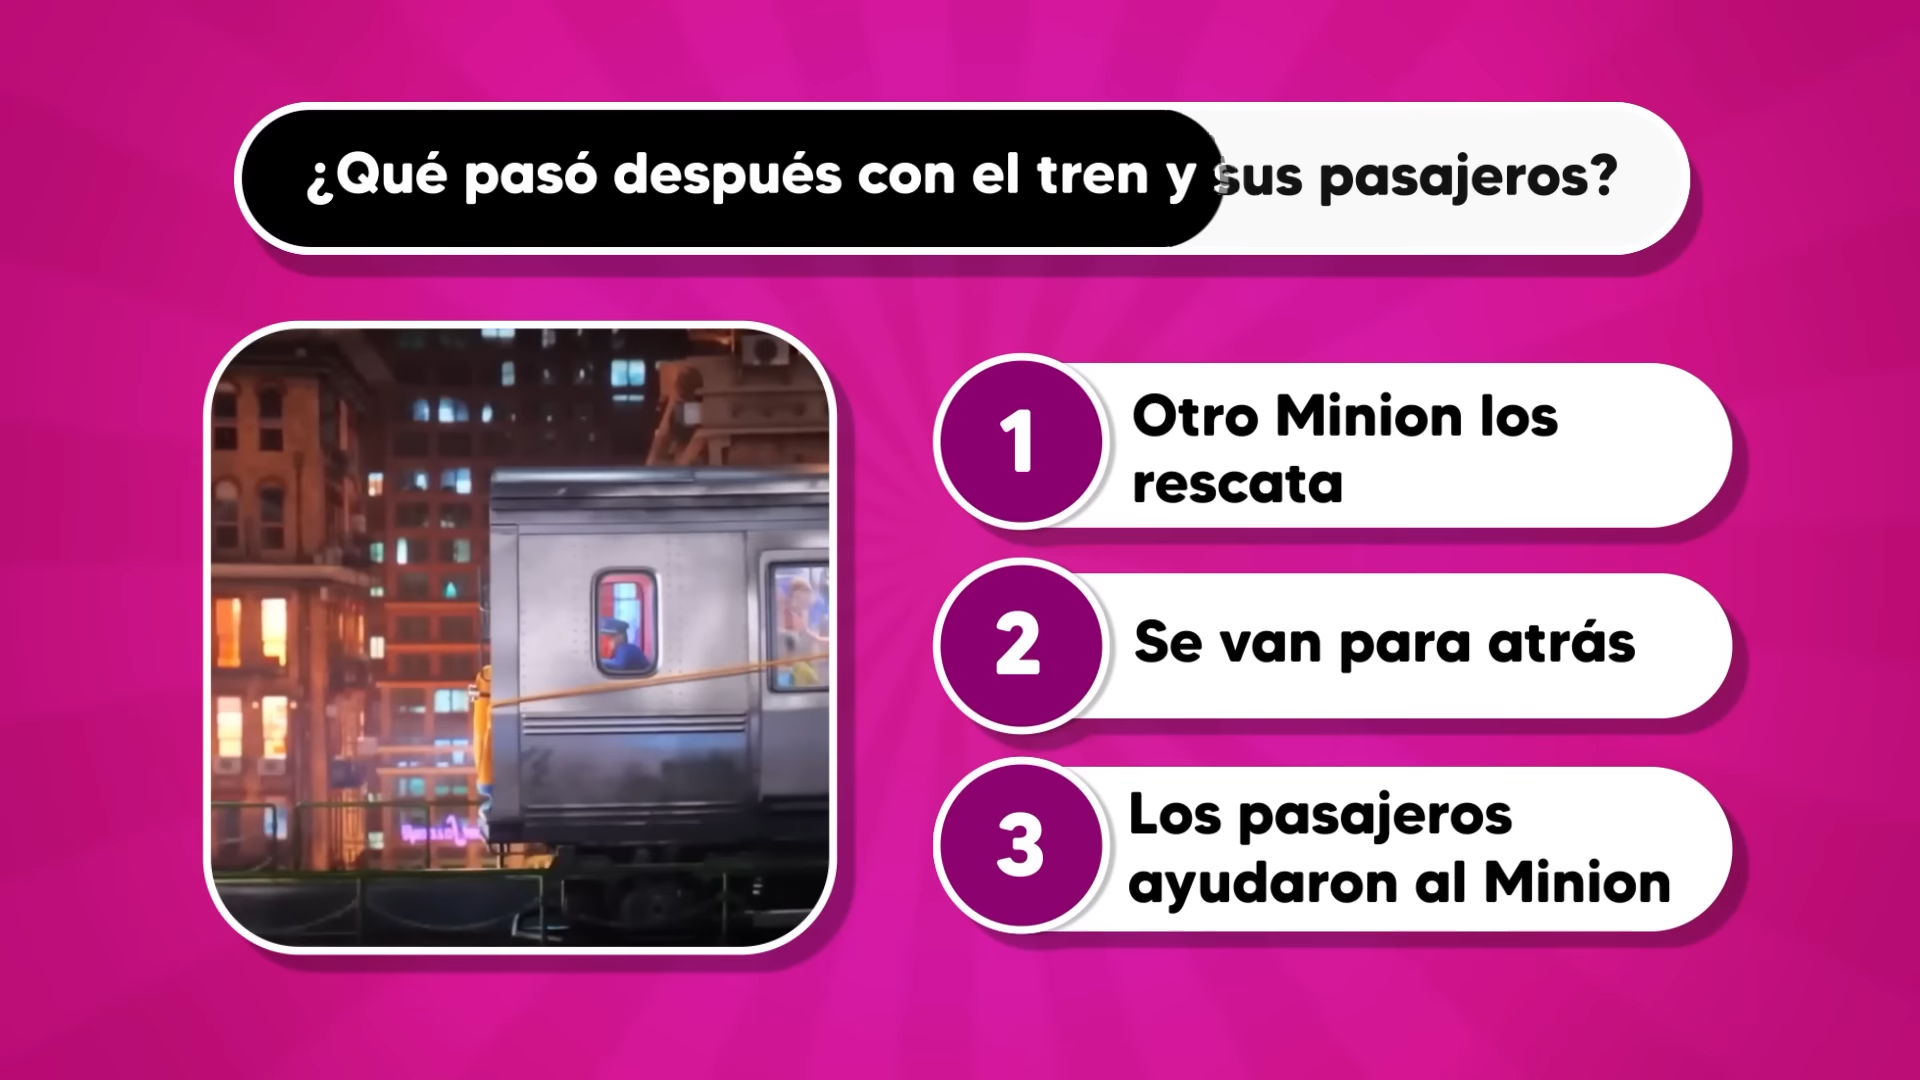 ¿Qué pasó después con el tren y sus pasajeros?
1
Otro Minion los
rescata
2
Se van para atrás
3
Los pasajeros
ayudaron al Minion